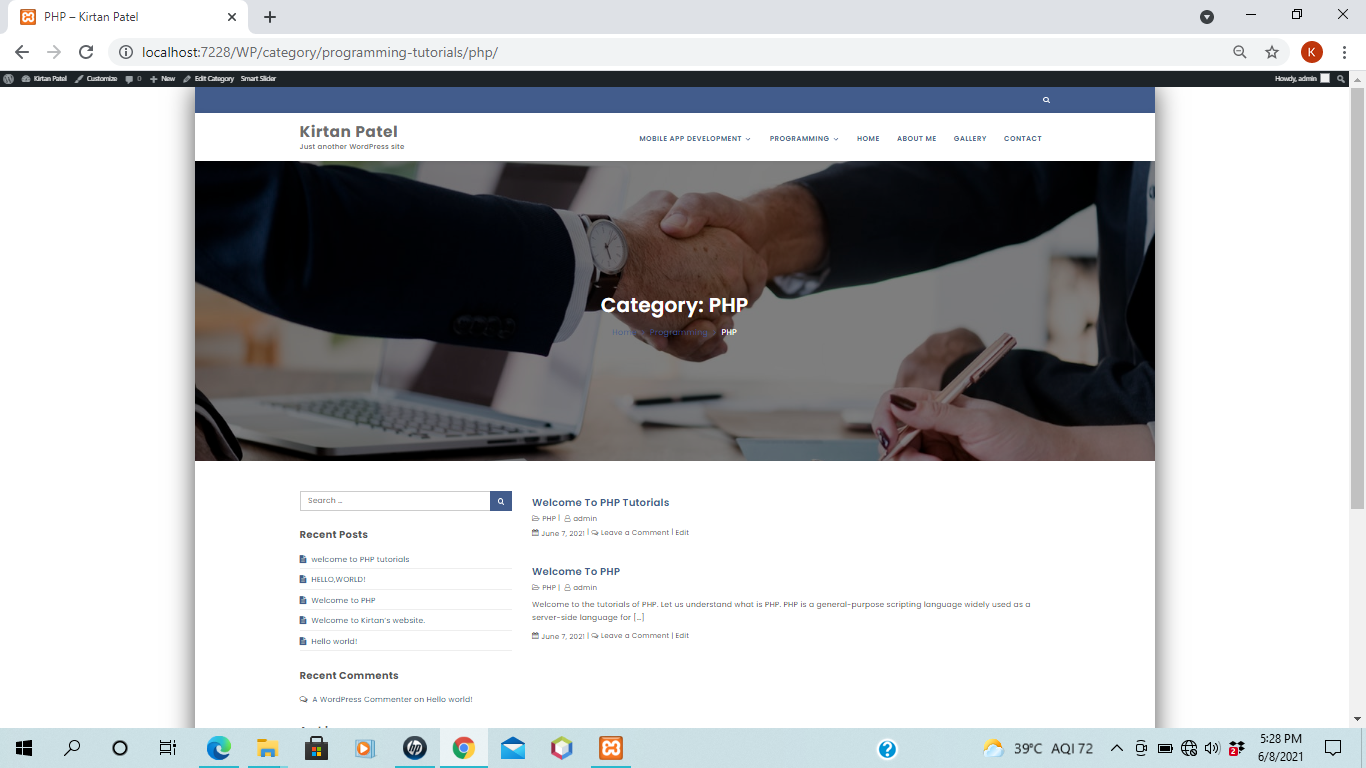 PHP – Kirtan Patel
localhost:7228/WP/category/programming-tutorials/php/
K
Kirtan Patel 0 New Edit Category Smart Slider Howdy, admin
Customize
Kirtan Patel
Just another WordPress site
MOBILE APP DEVELOPMENT PROGRAMMING HOME ABOUT ME GALLERY CONTACT
Category: PHP
Home Programming PHP
Search …
Recent Posts
welcome to PHP tutorials
HELLO,WORLD!
Welcome to PHP
Welcome to Kirtan's website.
Hello world!
Recent Comments
A WordPress Commenter on Hello world!
Welcome To PHP Tutorials
PHP | admin
June 7, 2021 | Leave a Comment | Edit
Welcome To PHP
PHP | admin
Welcome to the tutorials of PHP. Let us understand what is PHP. PHP is a general-purpose scripting language widely used as a
server-side language for […]
June 7, 2021 | Leave a Comment | Edit
hp
?
39°C AQI 72
2
5:28 PM
6/8/2021